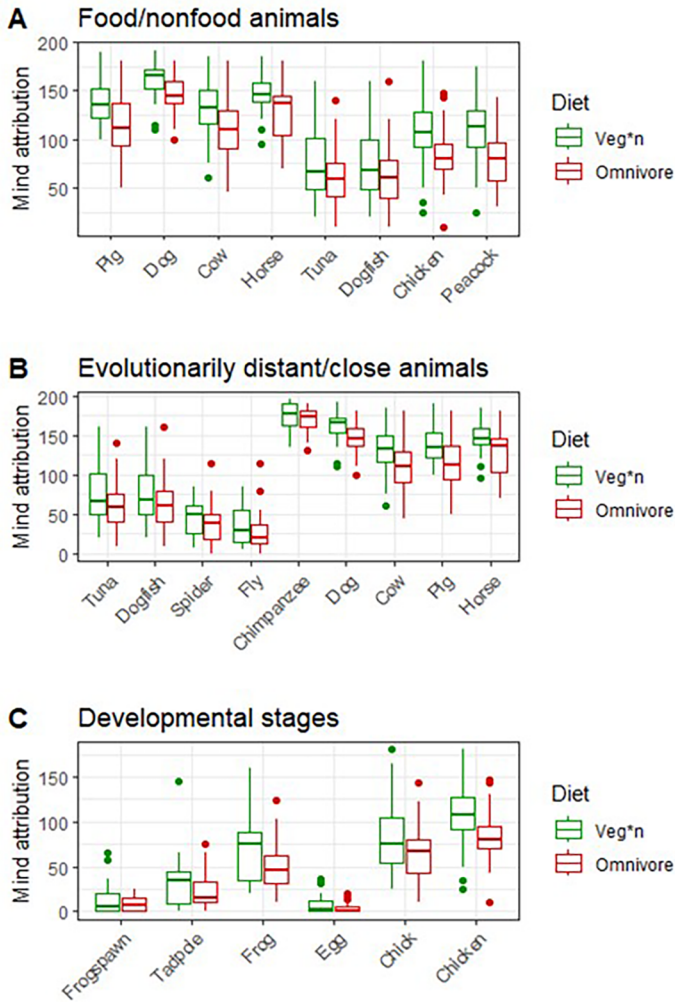 A Food/nonfood animals
Mind attribution
200
150
100
50
Pig Dog Cow Horse Tuna Dogfish Chicken Peacock
Diet
Veg*n
Omnivore
B Evolutionarily distant/close animals
Mind attribution
200
150
100
50
0
Tuna Dogfish Spider Fly Chimpanzee Dog Cow Pig Horse
Diet
Veg*n
Omnivore
C Developmental stages
Mind attribution
150
100
50
0
Frogspawn Tadpole Frog Egg Chick Chicken
Diet
Veg*n
Omnivore